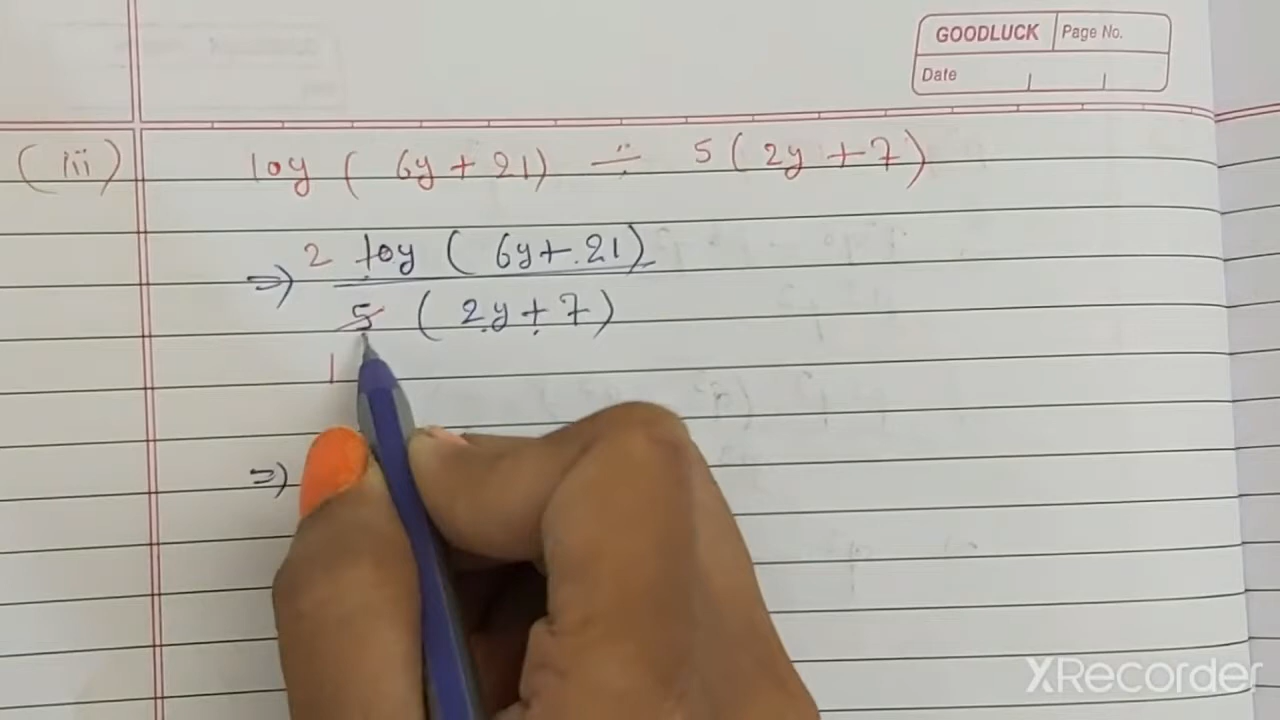 GOODLUCK Page No.
Date
(iii) 10y ( 6y + 21) ÷ 5 ( 2y + 7 )
⇒ 2 10y ( 6y + 21)
5 ( 2y + 7 )
1
⇒
XRecorder